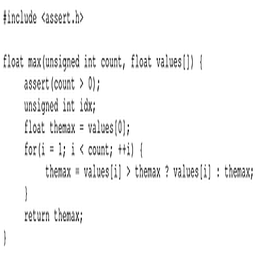 #include <assert.h>
float max(unsigned int count, float values[]) {
assert(count > 0);
unsigned int idx;
float themax = values[0];
for(i = 1; i < count; ++i) {
themax = values[i] > themax ? values[i] : themax;
}
return themax;
}